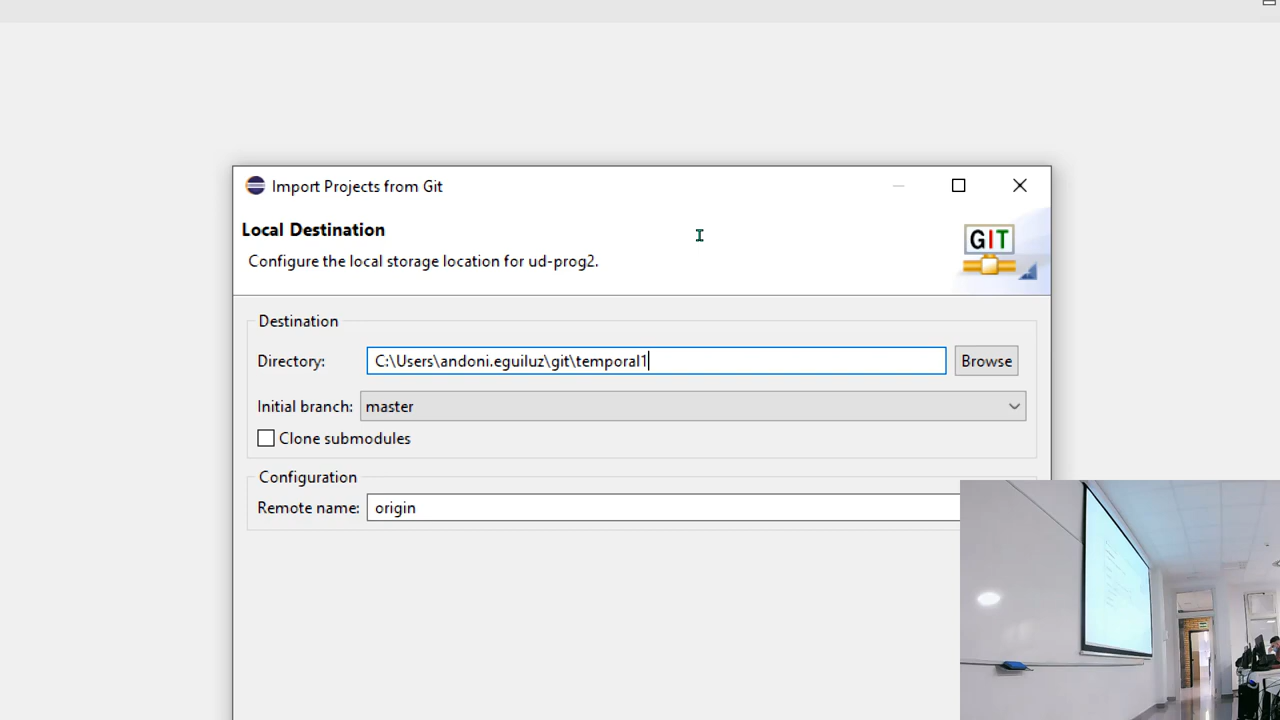 Import Projects from Git
Local Destination
Configure the local storage location for ud-prog2.
GIT
Destination
Directory: C:\Users\andoni.eguiluz\git\temporal1 Browse
Initial branch: master
Clone submodules
Configuration
Remote name: origin